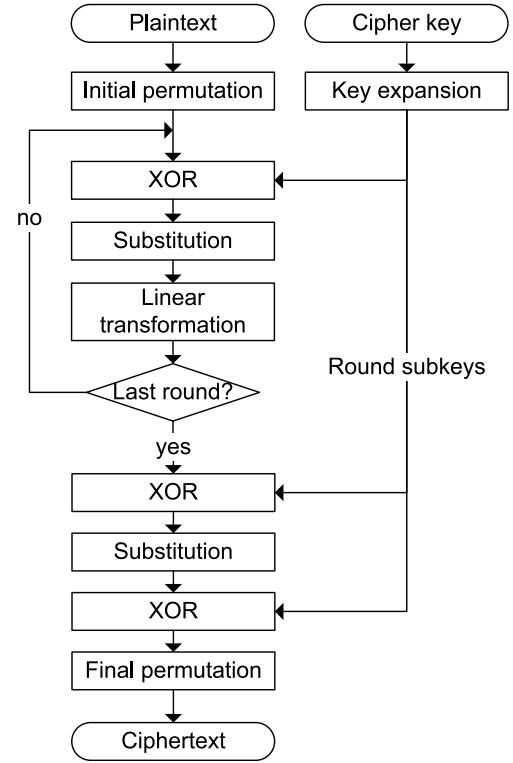 Plaintext
Cipher key
Initial permutation
Key expansion
XOR
no
Substitution
Linear
transformation
Round subkeys
Last round?
yes
XOR
Substitution
XOR
Final permutation
Ciphertext